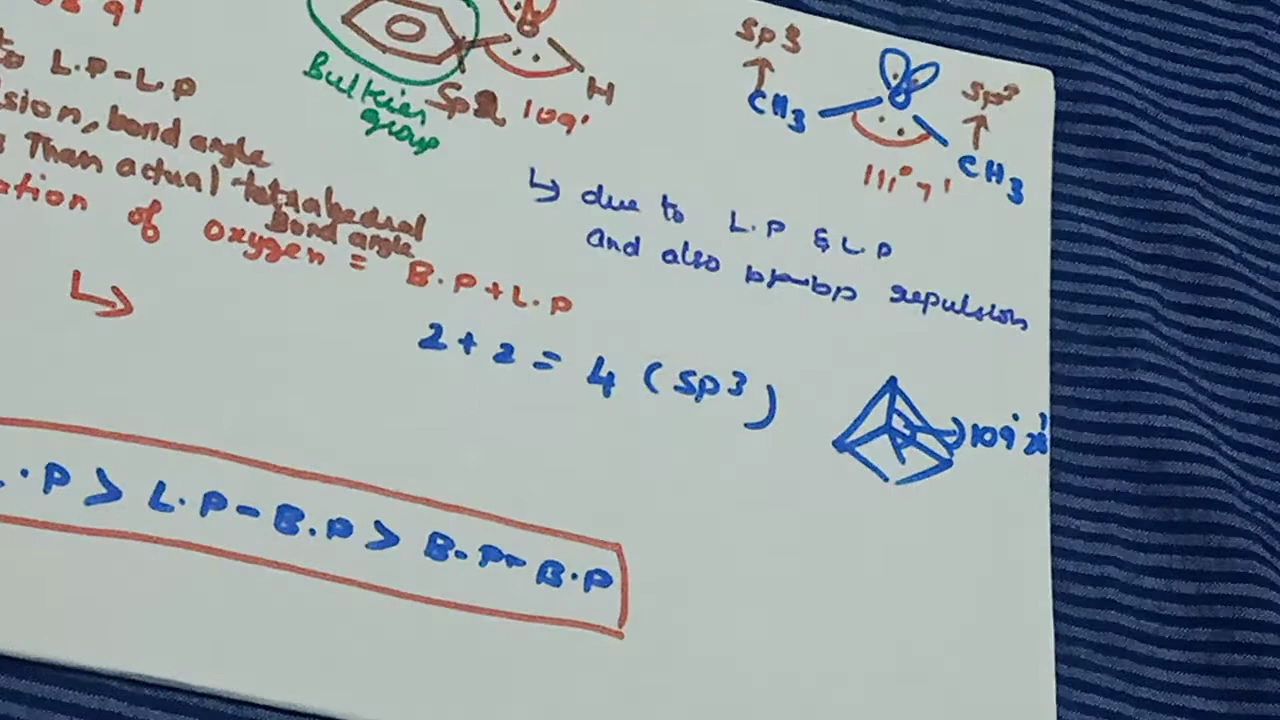 9'
to L.P-L.P
sion, bond angle
Than actual tetrahedral
Bond angle
ation of oxygen = B.P+L.P
2+2 = 4 (sp3)
.P > L.P-B.P > B.P-B.P
Bulkier
group
Sp2
109'
H
Sp3
CH3
Sp3
CH3
111° 7'
↳ due to L.P & L.P
and also bp-bp repulsion
109°28'